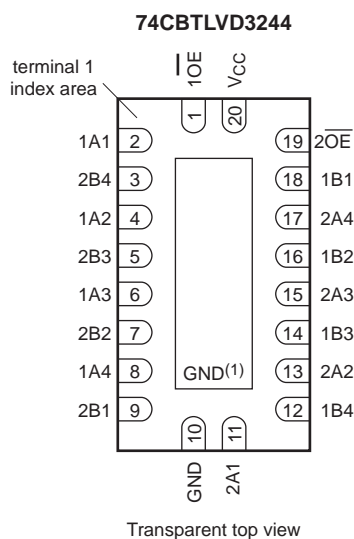 74CBTLVD3244
terminal 1
index area
1OE
VCC
1
20
1A1 2
19 2OE
2B4 3
18 1B1
1A2 4
17 2A4
2B3 5
16 1B2
1A3 6
15 2A3
2B2 7
14 1B3
1A4 8
GND(1)
13 2A2
2B1 9
12 1B4
10
11
GND
2A1
Transparent top view